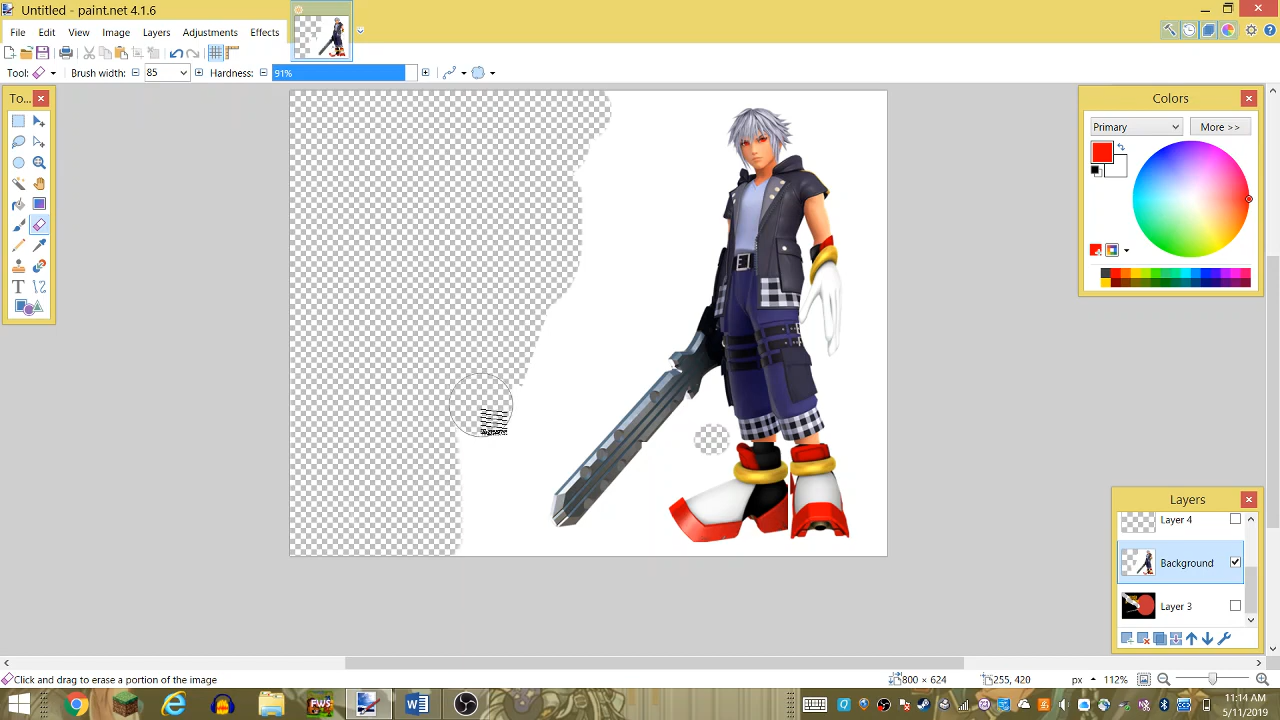 Untitled - paint.net 4.1.6
File Edit View Image Layers Adjustments Effects
Tool: Brush width: 85 Hardness: 91%
To...
Colors
Primary More >>
Layers
Layer 4
Background
Layer 3
Click and drag to erase a portion of the image
800 × 624
255, 420
px
112%
FWS
11:14 AM
5/11/2019